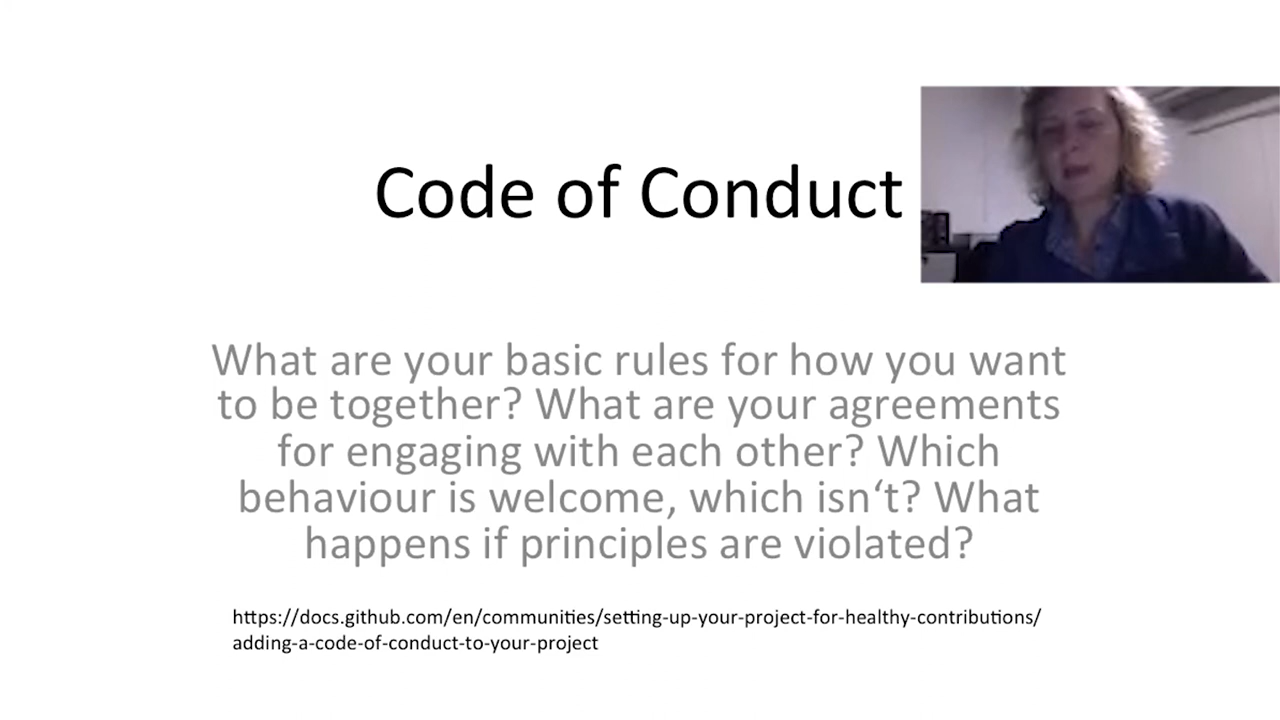 Code of Conduct
What are your basic rules for how you want
to be together? What are your agreements
for engaging with each other? Which
behaviour is welcome, which isn‘t? What
happens if principles are violated?
https://docs.github.com/en/communities/setting-up-your-project-for-healthy-contributions/
adding-a-code-of-conduct-to-your-project